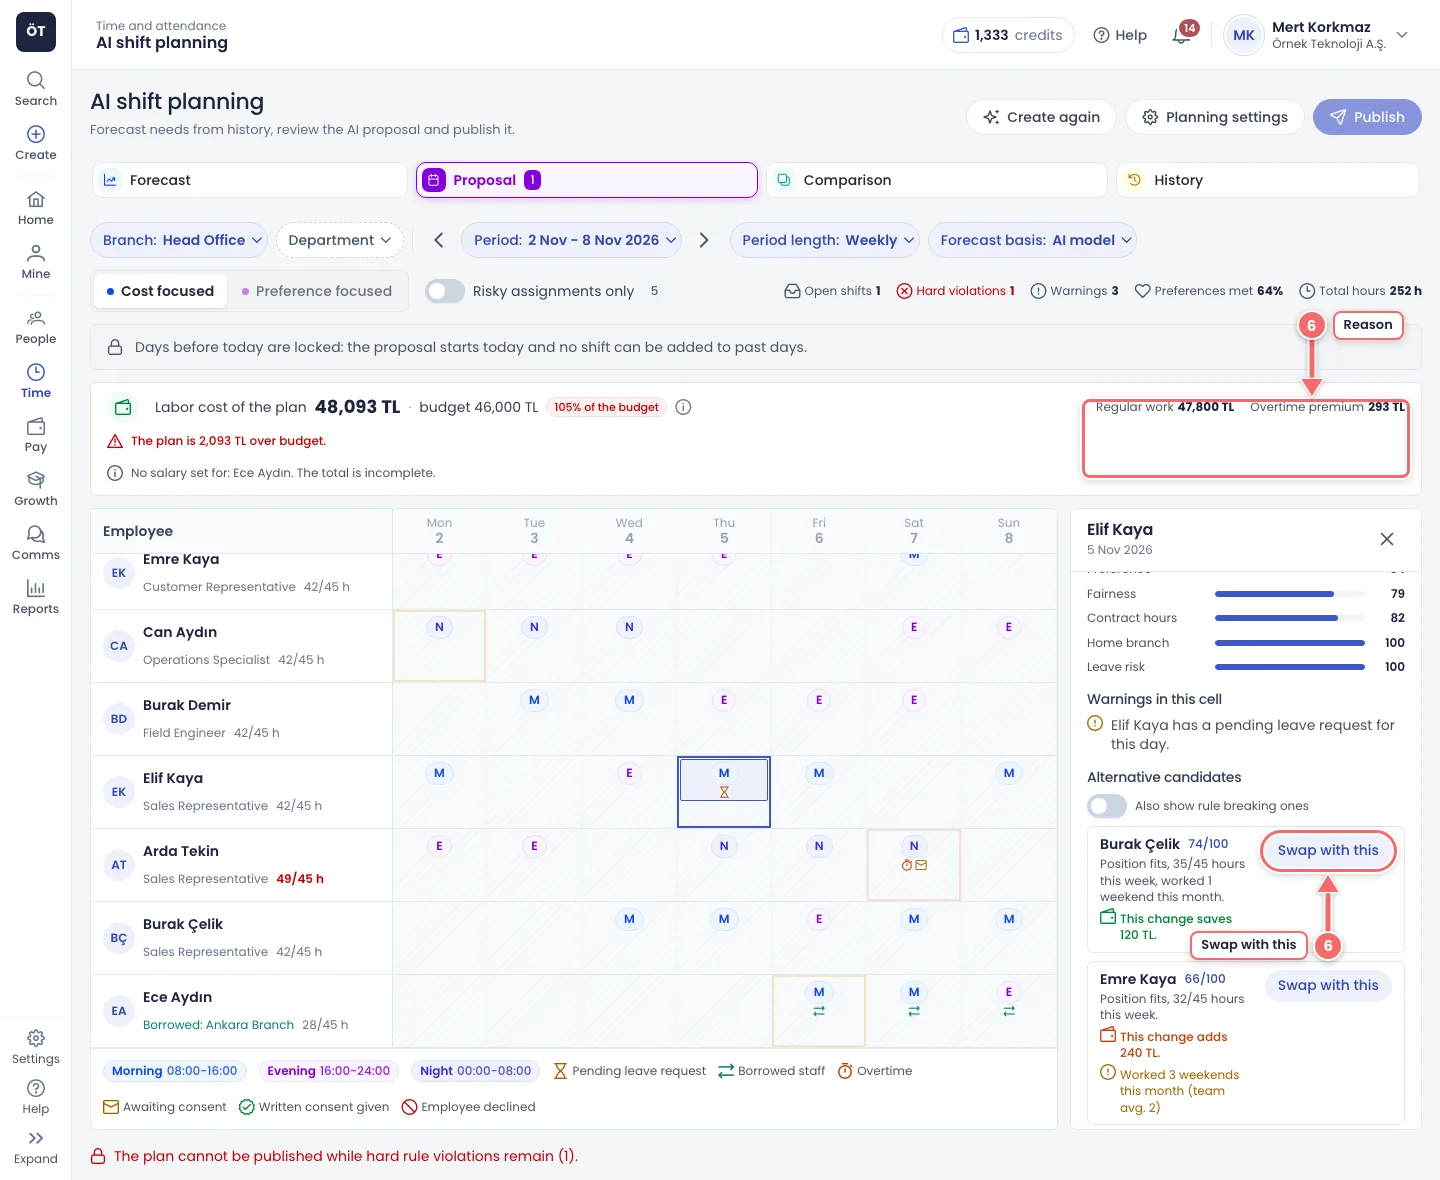 ÖT
Time and attendance
AI shift planning
1,333 credits
Help
14
MK
Mert Korkmaz
Örnek Teknoloji A.Ş.
Search
Create
Home
Mine
People
Time
Pay
Growth
Comms
Reports
Settings
Help
Expand
AI shift planning
Forecast needs from history, review the AI proposal and publish it.
Create again
Planning settings
Publish
Forecast
Proposal 1
Comparison
History
Branch: Head Office
Department
Period: 2 Nov - 8 Nov 2026
Period length: Weekly
Forecast basis: AI model
Cost focused
Preference focused
Risky assignments only 5
Open shifts 1
Hard violations 1
Warnings 3
Preferences met 64%
Total hours 252 h
6
Reason
Days before today are locked: the proposal starts today and no shift can be added to past days.
Labor cost of the plan 48,093 TL · budget 46,000 TL 105% of the budget
Regular work 47,800 TL Overtime premium 293 TL
The plan is 2,093 TL over budget.
No salary set for: Ece Aydın. The total is incomplete.
Employee
Mon 2
Tue 3
Wed 4
Thu 5
Fri 6
Sat 7
Sun 8
EK
Emre Kaya
Customer Representative 42/45 h
E E E E M
CA
Can Aydın
Operations Specialist 42/45 h
N N N E E
BD
Burak Demir
Field Engineer 42/45 h
M M E E E
EK
Elif Kaya
Sales Representative 42/45 h
M E M M M
AT
Arda Tekin
Sales Representative 49/45 h
E E N N N
BÇ
Burak Çelik
Sales Representative 42/45 h
M M E M M
EA
Ece Aydın
Borrowed: Ankara Branch 28/45 h
M M E
Morning 08:00-16:00
Evening 16:00-24:00
Night 00:00-08:00
Pending leave request
Borrowed staff
Overtime
Awaiting consent
Written consent given
Employee declined
The plan cannot be published while hard rule violations remain (1).
Elif Kaya
5 Nov 2026
Fairness 79
Contract hours 82
Home branch 100
Leave risk 100
Warnings in this cell
Elif Kaya has a pending leave request for
this day.
Alternative candidates
Also show rule breaking ones
Burak Çelik 74/100
Swap with this
Position fits, 35/45 hours
this week, worked 1
weekend this month.
This change saves
120 TL.
Swap with this
6
Emre Kaya 66/100
Swap with this
Position fits, 32/45 hours
this week.
This change adds
240 TL.
Worked 3 weekends
this month (team
avg. 2)